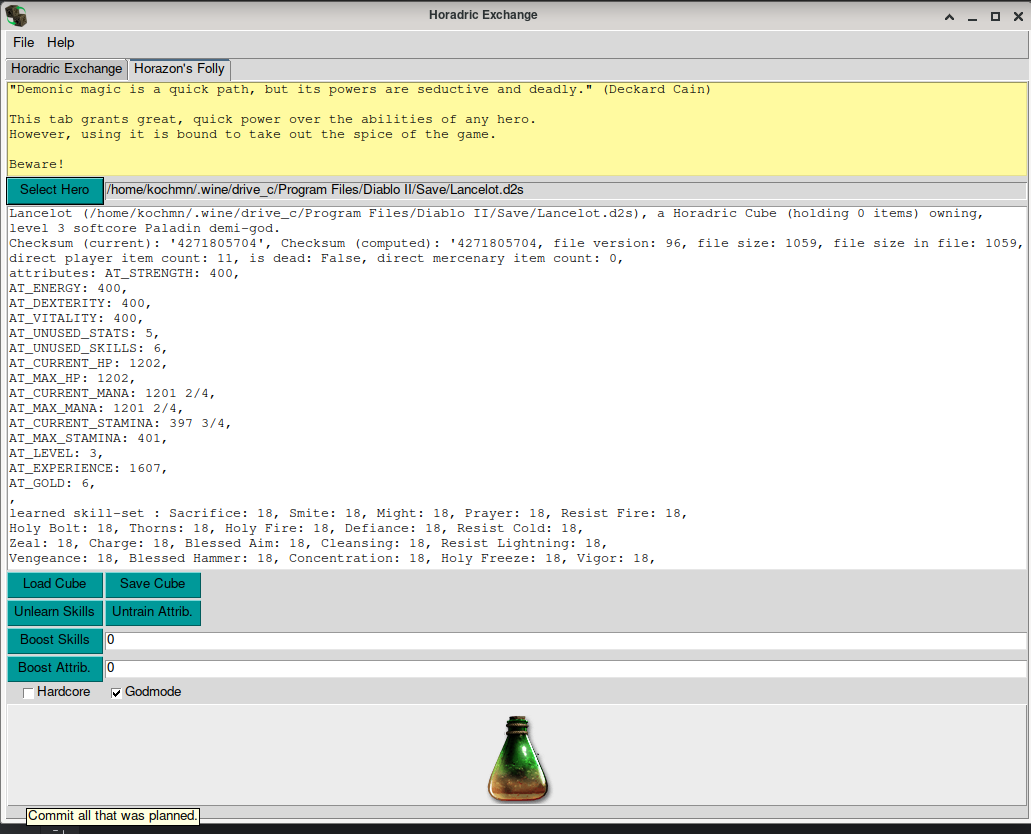 Horadric Exchange
File Help
Horadric Exchange Horazon's Folly
"Demonic magic is a quick path, but its powers are seductive and deadly." (Deckard Cain)
This tab grants great, quick power over the abilities of any hero.
However, using it is bound to take out the spice of the game.
Beware!
Select Hero /home/kochmn/.wine/drive_c/Program Files/Diablo II/Save/Lancelot.d2s
Lancelot (/home/kochmn/.wine/drive_c/Program Files/Diablo II/Save/Lancelot.d2s), a Horadric Cube (holding 0 items) owning,
level 3 softcore Paladin demi-god.
Checksum (current): '4271805704', Checksum (computed): '4271805704, file version: 96, file size: 1059, file size in file: 1059,
direct player item count: 11, is dead: False, direct mercenary item count: 0,
attributes: AT_STRENGTH: 400,
AT_ENERGY: 400,
AT_DEXTERITY: 400,
AT_VITALITY: 400,
AT_UNUSED_STATS: 5,
AT_UNUSED_SKILLS: 6,
AT_CURRENT_HP: 1202,
AT_MAX_HP: 1202,
AT_CURRENT_MANA: 1201 2/4,
AT_MAX_MANA: 1201 2/4,
AT_CURRENT_STAMINA: 397 3/4,
AT_MAX_STAMINA: 401,
AT_LEVEL: 3,
AT_EXPERIENCE: 1607,
AT_GOLD: 6,
,
learned skill-set : Sacrifice: 18, Smite: 18, Might: 18, Prayer: 18, Resist Fire: 18,
Holy Bolt: 18, Thorns: 18, Holy Fire: 18, Defiance: 18, Resist Cold: 18,
Zeal: 18, Charge: 18, Blessed Aim: 18, Cleansing: 18, Resist Lightning: 18,
Vengeance: 18, Blessed Hammer: 18, Concentration: 18, Holy Freeze: 18, Vigor: 18,
Load Cube Save Cube
Unlearn Skills Untrain Attrib.
Boost Skills 0
Boost Attrib. 0
Hardcore Godmode
Commit all that was planned.